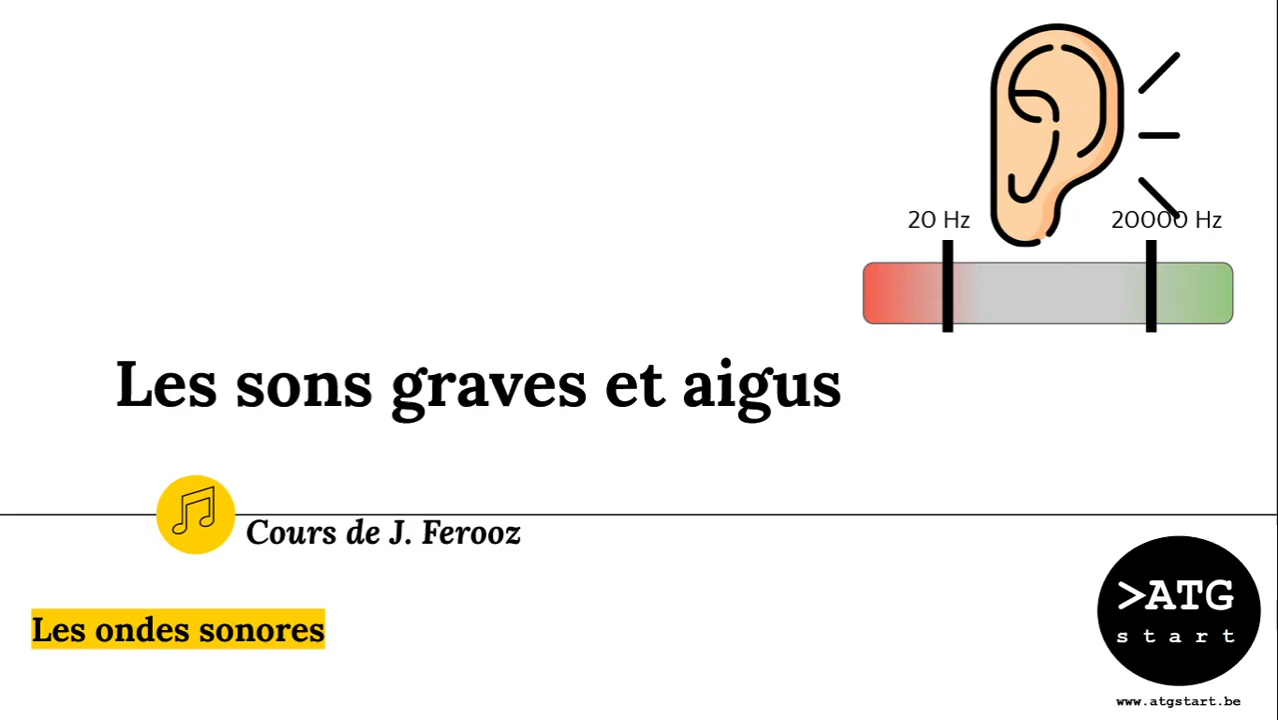 20 Hz
20000 Hz
Les sons graves et aigus
Cours de J. Ferooz
Les ondes sonores
>ATG
start
www.atgstart.be